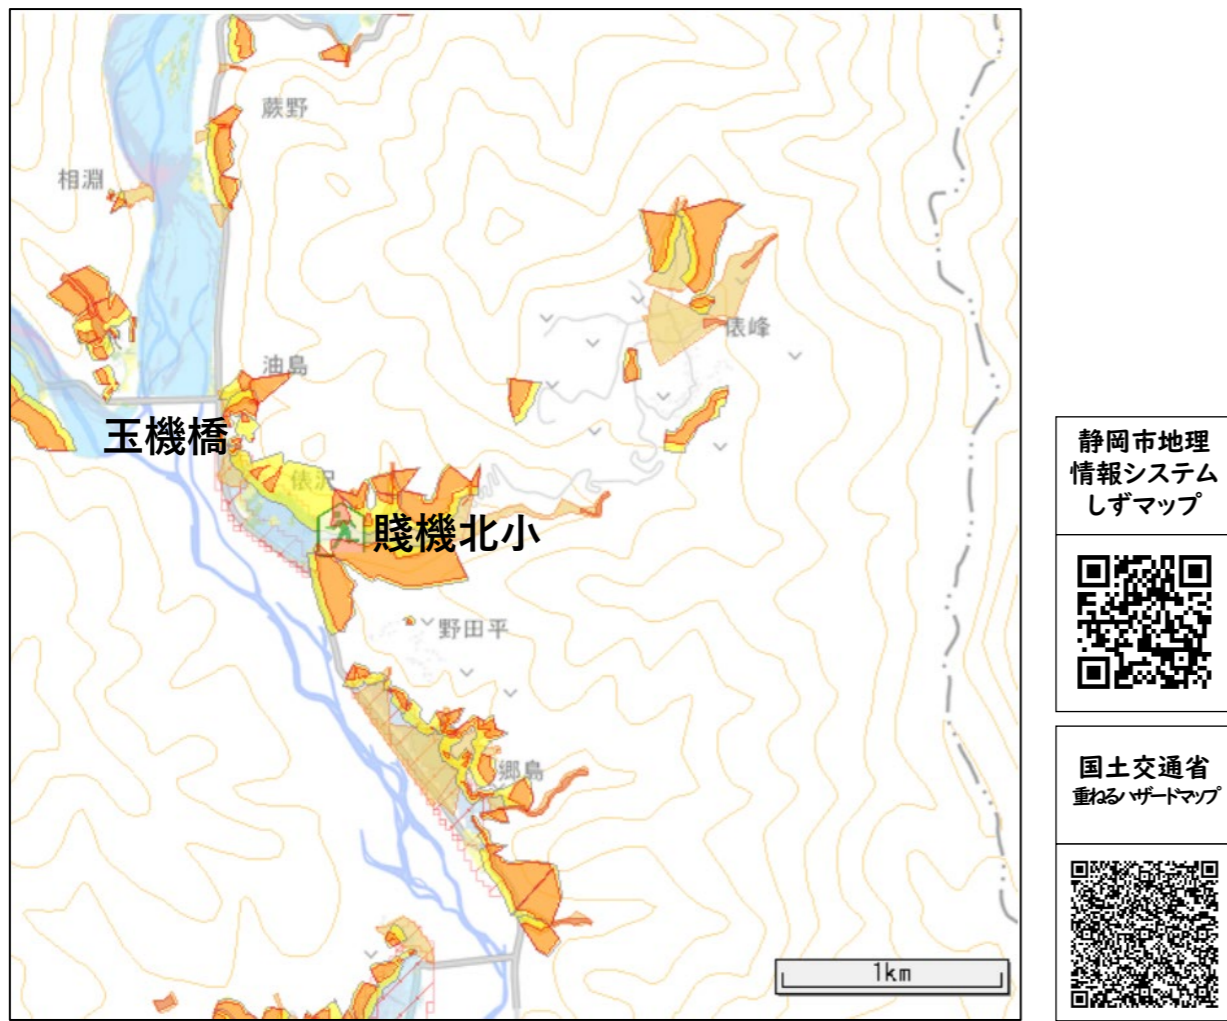 蕨野
相淵
油島
俵峰
玉機橋
俵沢
賤機北小
野田平
郷島
1km
静岡市地理
情報システム
しずマップ
国土交通省
重ねるハザードマップ